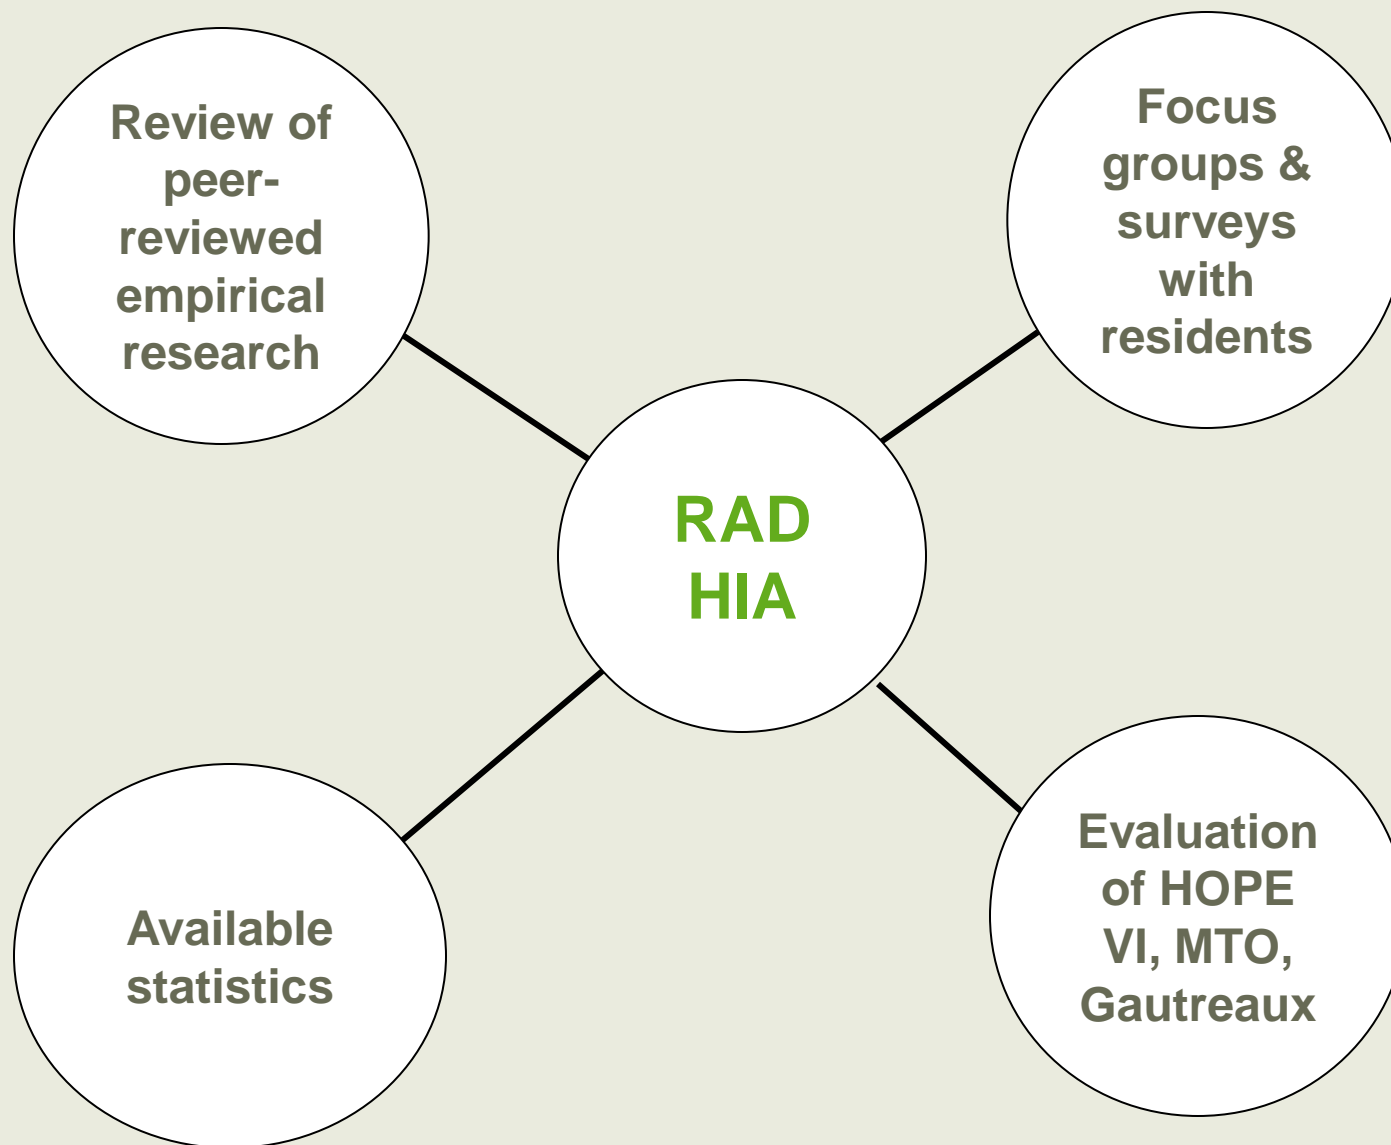 Review of
peer-
reviewed
empirical
research
Focus
groups &
surveys
with
residents
RAD
HIA
Available
statistics
Evaluation
of HOPE
VI, MTO,
Gautreaux